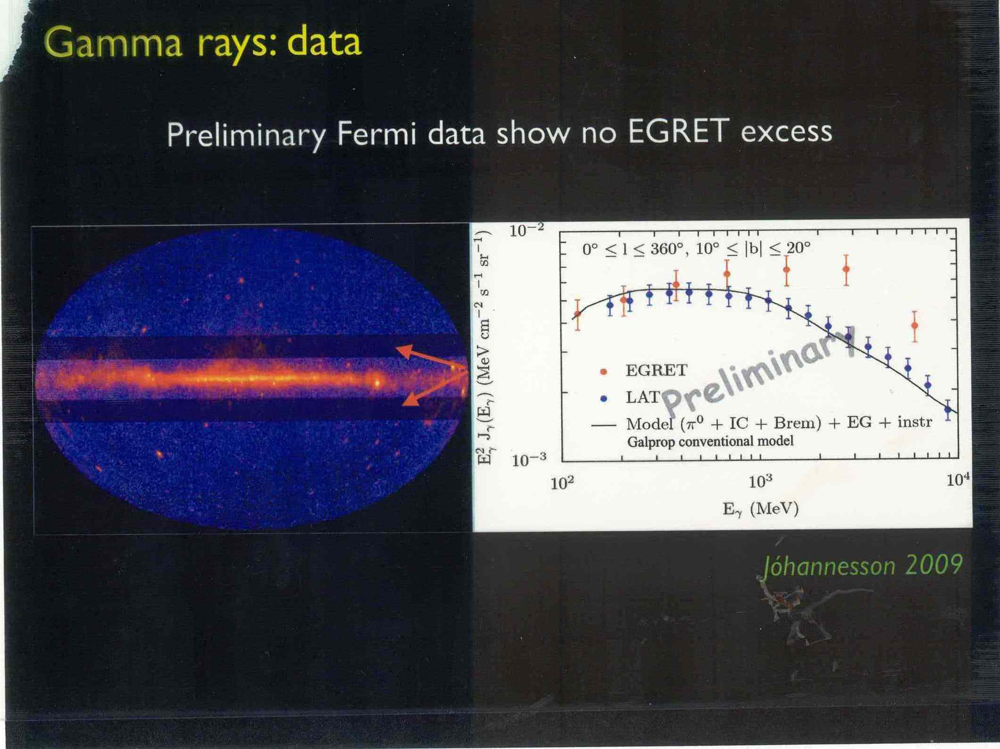 Gamma rays: data
Preliminary Fermi data show no EGRET excess
10⁻²
0° ≤ l ≤ 360°, 10° ≤ |b| ≤ 20°
E²ᵧ Jᵧ(Eᵧ) (MeV cm⁻² s⁻¹ sr⁻¹)
EGRET
LAT
Preliminary
Model (π⁰ + IC + Brem) + EG + instr
Galprop conventional model
10⁻³
10² 10³ 10⁴
Eᵧ (MeV)
Jóhannesson 2009